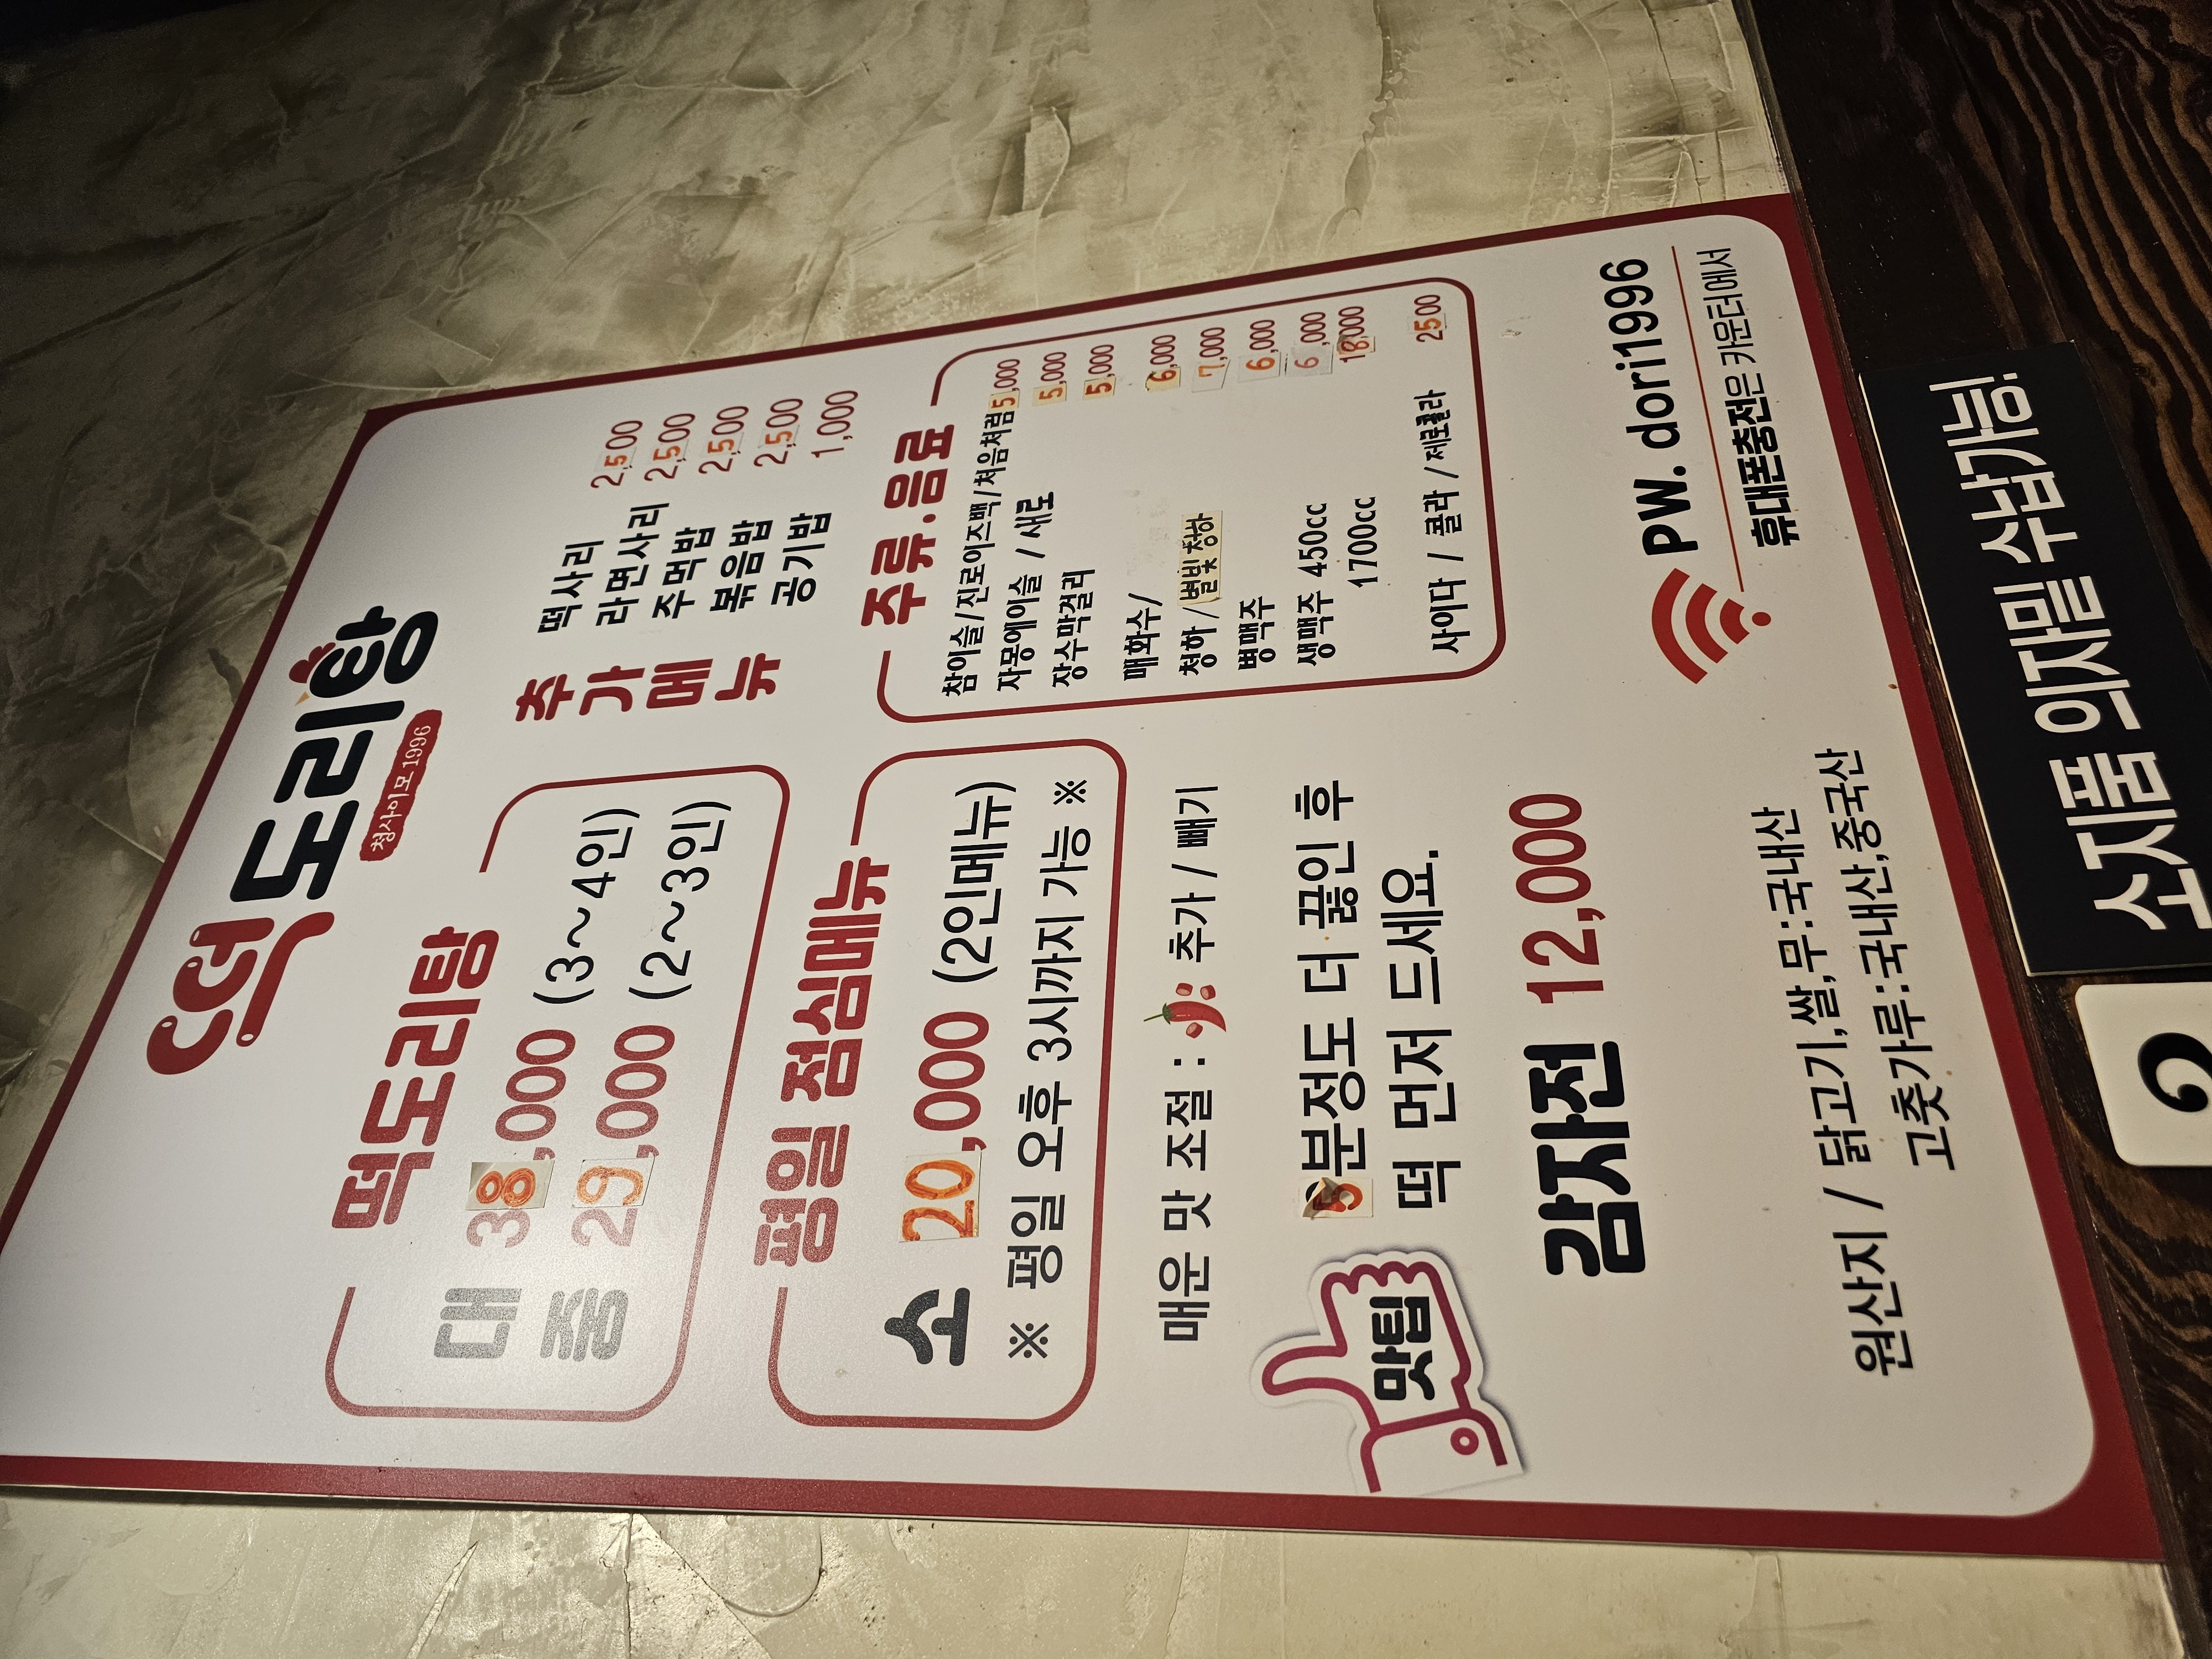 떡도리탕
청사이모 1996
떡도리탕
대 38,000 (3~4인)
중 29,000 (2~3인)
평일 점심메뉴
소 20,000 (2인메뉴)
※ 평일 오후 3시까지 가능 ※
매운 맛 조절 : 추가 / 빼기
맛팁
분정도 더 끓인 후
떡 먼저 드세요.
감자전 12,000
원산지 / 닭고기,쌀,무:국내산
고춧가루:국내산,중국산
추가메뉴
떡사리 2,500
라면사리 2,500
주먹밥 2,500
볶음밥 2,500
공기밥 1,000
주류.음료
참이슬/진로이즈백/처음처럼 5,000
자몽에이슬 / 새로 5,000
장수막걸리 5,000
매화수/ 6,000
청하 / 별빛청하 7,000
병맥주 6,000
생맥주 450cc 6,000
1700cc 18,000
사이다 / 콜라 / 제로콜라 2500
PW. dori1996
휴대폰충전은 카운터에서
소지품 의자밑 수납가능!
2